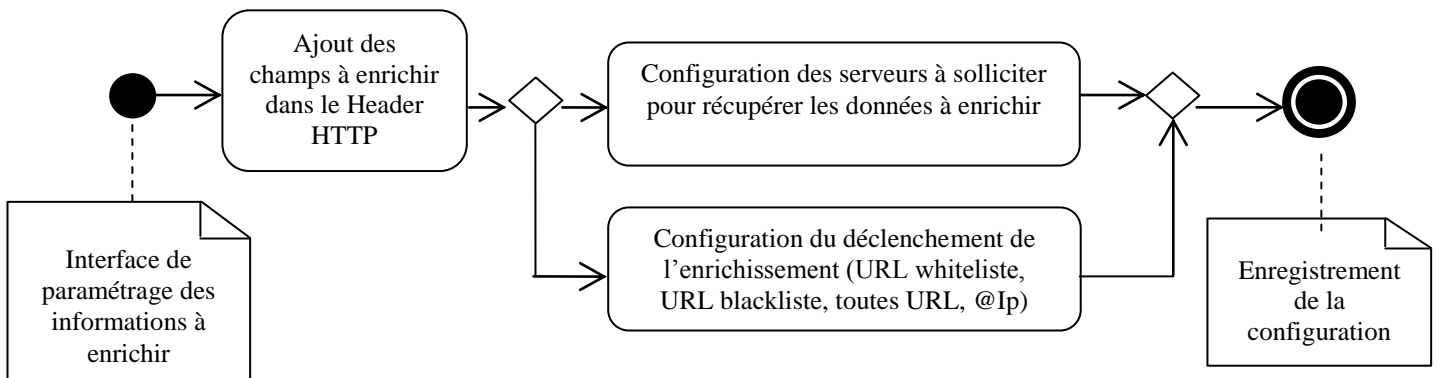 Ajout des
champs à enrichir
dans le Header
HTTP
Configuration des serveurs à solliciter
pour récupérer les données à enrichir
Configuration du déclenchement de
l’enrichissement (URL whiteliste,
URL blackliste, toutes URL, @Ip)
Interface de
paramétrage des
informations à
enrichir
Enregistrement
de la
configuration